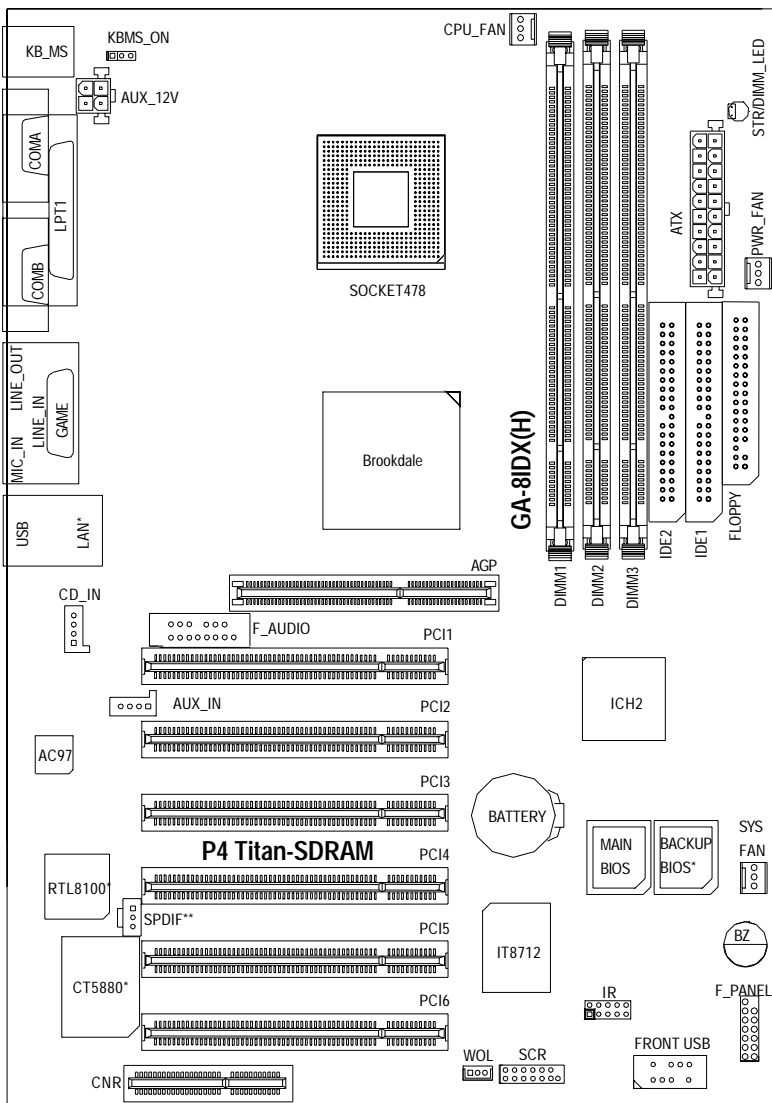 KB_MS
KBMS_ON
CPU_FAN
AUX_12V
STR/DIMM_LED
COMA
LPT1
COMB
ATX
PWR_FAN
SOCKET478
LINE_OUT
MIC_IN
LINE_IN
GAME
Brookdale
GA-8IDX(H)
USB
LAN*
DIMM1
DIMM2
DIMM3
IDE2
IDE1
FLOPPY
AGP
CD_IN
F_AUDIO
PCI1
AUX_IN
PCI2
ICH2
AC97
PCI3
BATTERY
P4 Titan-SDRAM
PCI4
MAIN
BIOS
BACKUP
BIOS*
SYS
FAN
RTL8100*
SPDIF**
PCI5
IT8712
BZ
CT5880*
PCI6
IR
F_PANEL
WOL
SCR
FRONT USB
CNR